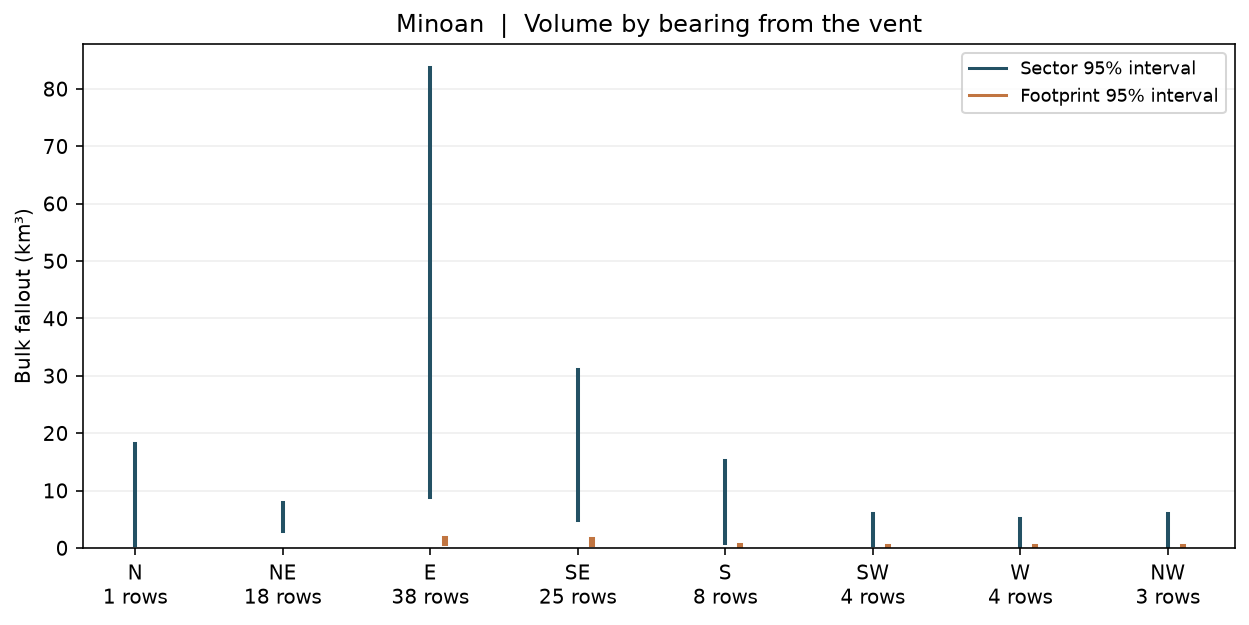 Minoan | Volume by bearing from the vent
Sector 95% interval
Footprint 95% interval
Bulk fallout (km³)
80
70
60
50
40
30
20
10
0
N
1 rows
NE
18 rows
E
38 rows
SE
25 rows
S
8 rows
SW
4 rows
W
4 rows
NW
3 rows